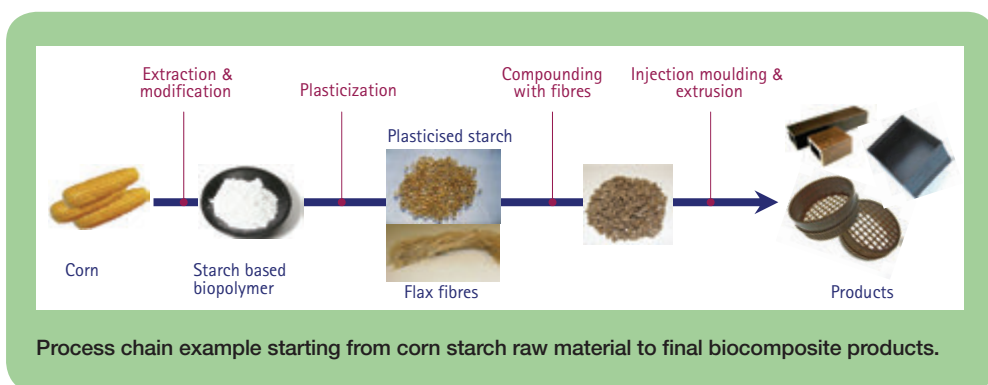 Extraction &
modification
Plasticization
Compounding
with fibres
Injection moulding &
extrusion
Plasticised starch
Corn
Starch based
biopolymer
Flax fibres
Products
Process chain example starting from corn starch raw material to final biocomposite products.